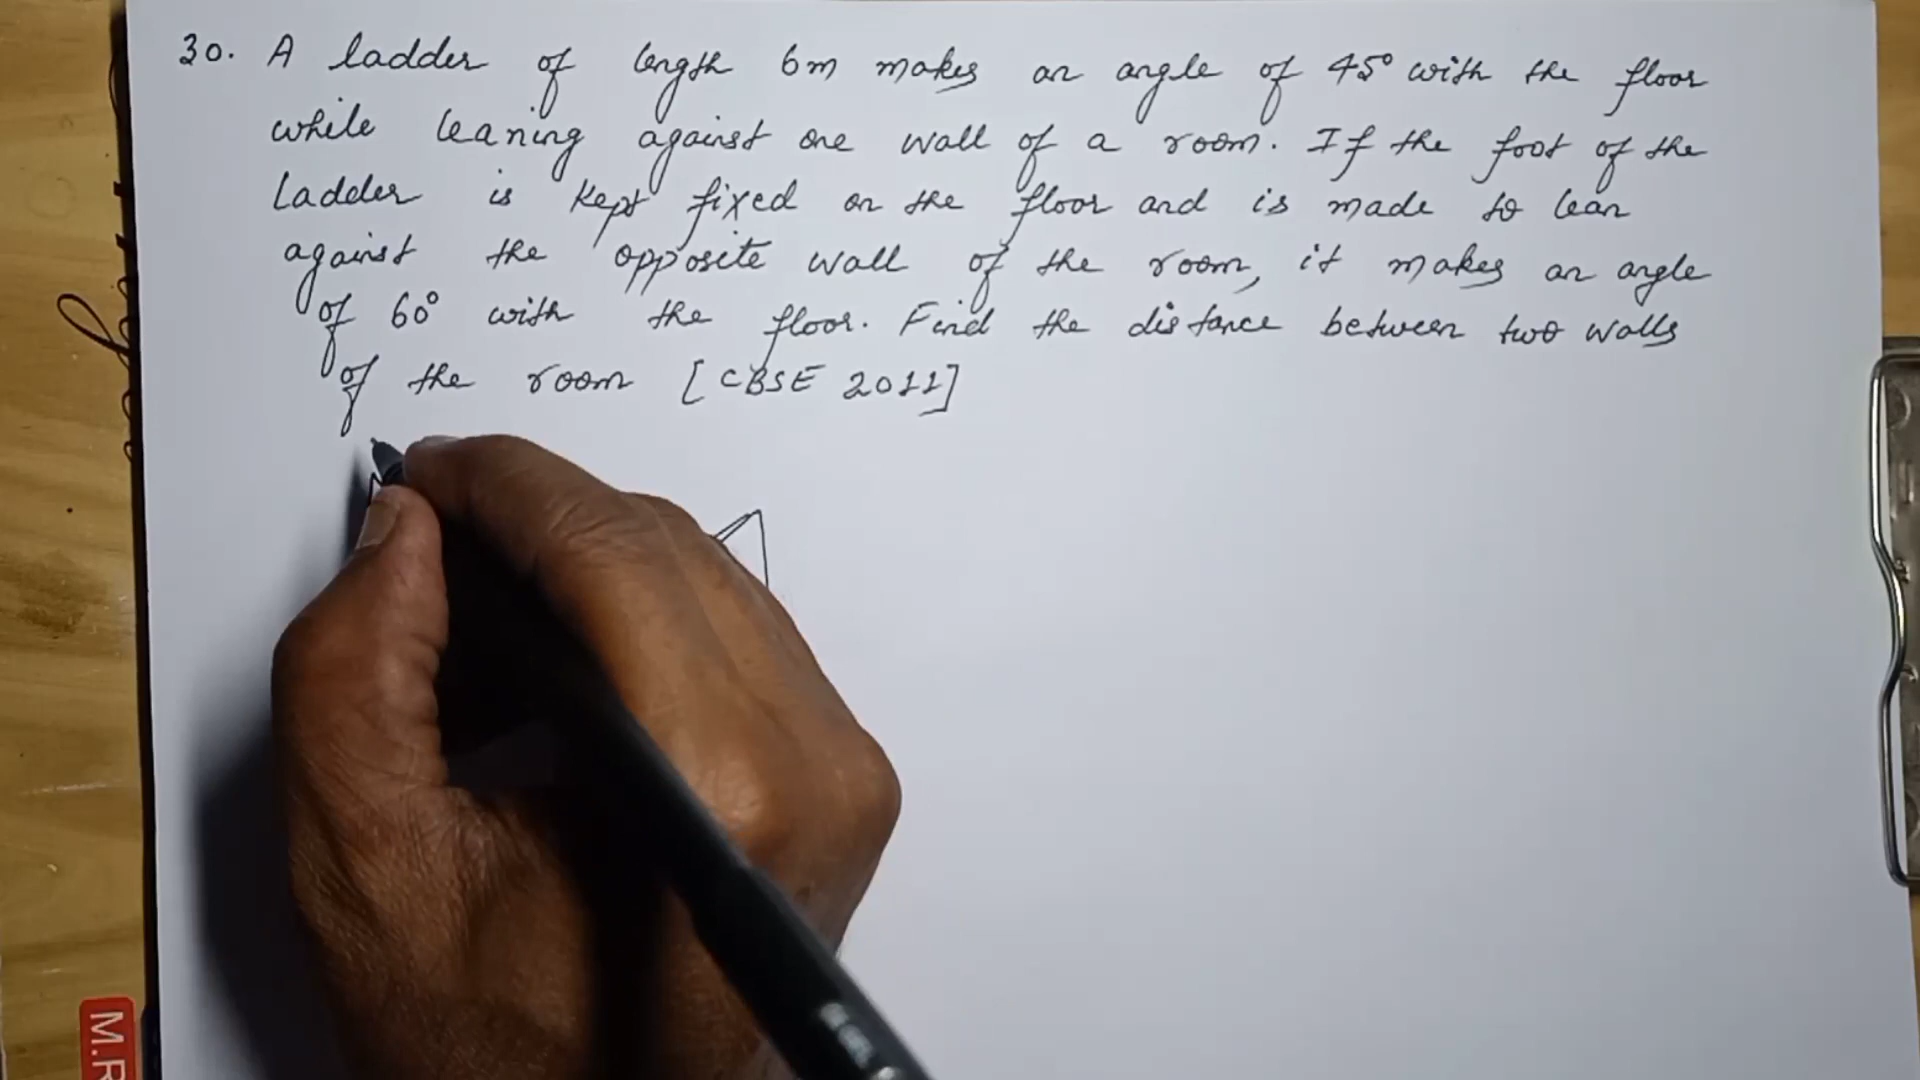 30. A ladder of length 6m makes an angle of 45° with the floor
while leaning against one wall of a room. If the foot of the
Ladder is kept fixed on the floor and is made to lean
against the opposite wall of the room, it makes an angle
of 60° with the floor. Find the distance between two walls
of the room [CBSE 2011]
M.R